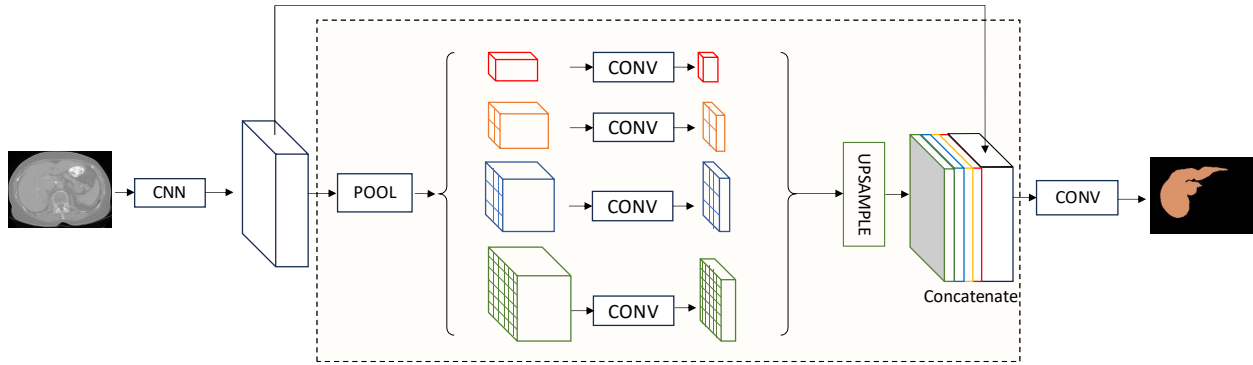 CNN
POOL
CONV
CONV
CONV
CONV
UPSAMPLE
Concatenate
CONV